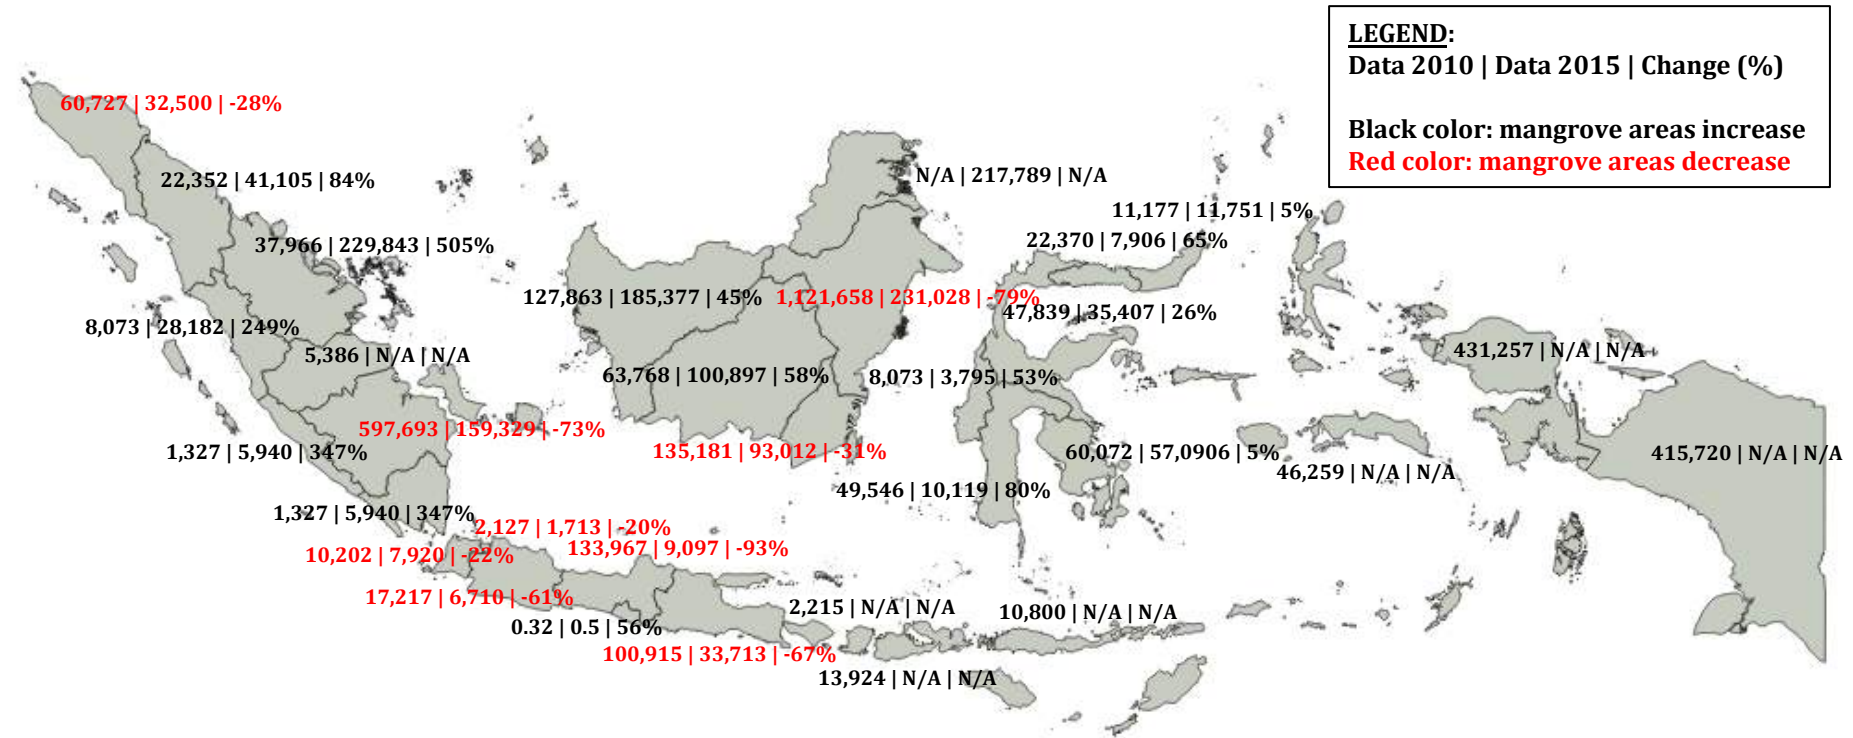 LEGEND:
Data 2010 | Data 2015 | Change (%)
Black color: mangrove areas increase
Red color: mangrove areas decrease
60,727 | 32,500 | -28%
22,352 | 41,105 | 84%
N/A | 217,789 | N/A
11,177 | 11,751 | 5%
37,966 | 229,843 | 505%
22,370 | 7,906 | 65%
127,863 | 185,377 | 45%
1,121,658 | 231,028 | -79%
47,839 | 35,407 | 26%
8,073 | 28,182 | 249%
5,386 | N/A | N/A
431,257 | N/A | N/A
63,768 | 100,897 | 58%
8,073 | 3,795 | 53%
597,693 | 159,329 | -73%
1,327 | 5,940 | 347%
135,181 | 93,012 | -31%
60,072 | 57,0906 | 5%
415,720 | N/A | N/A
46,259 | N/A | N/A
49,546 | 10,119 | 80%
1,327 | 5,940 | 347%
2,127 | 1,713 | -20%
10,202 | 7,920 | -22%
133,967 | 9,097 | -93%
17,217 | 6,710 | -61%
2,215 | N/A | N/A
10,800 | N/A | N/A
0.32 | 0.5 | 56%
100,915 | 33,713 | -67%
13,924 | N/A | N/A